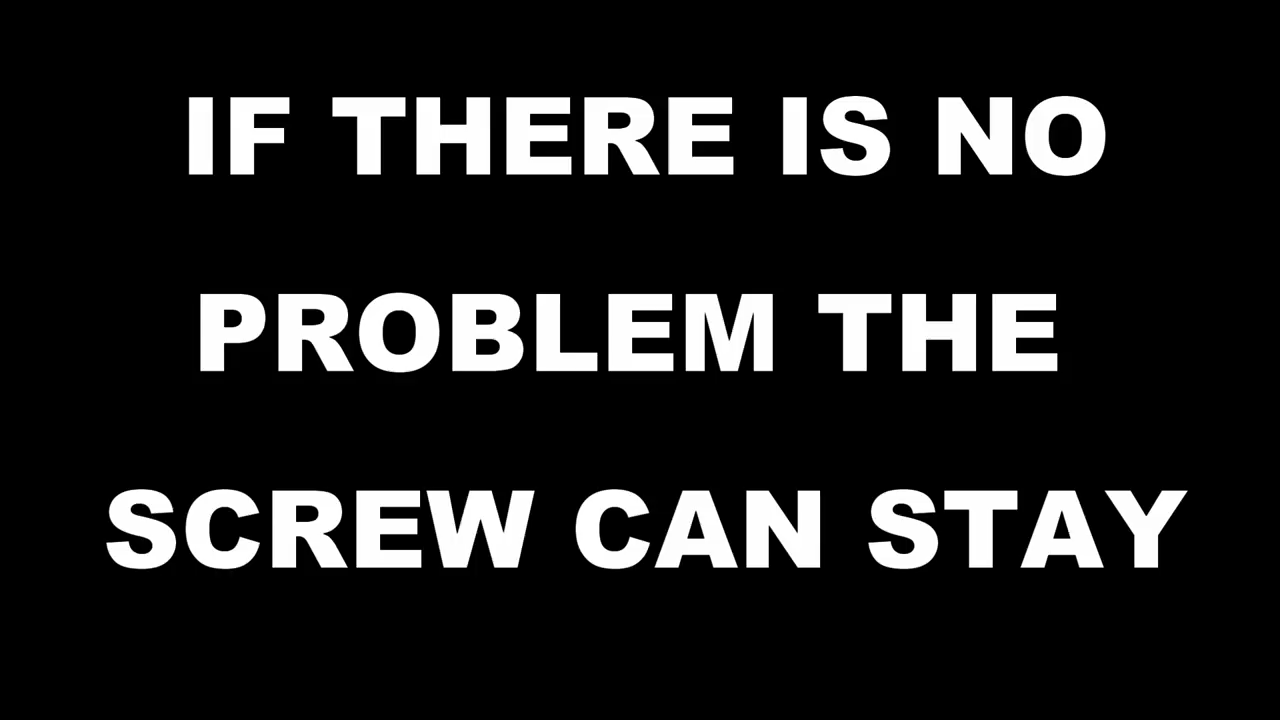 IF THERE IS NO
PROBLEM THE
SCREW CAN STAY